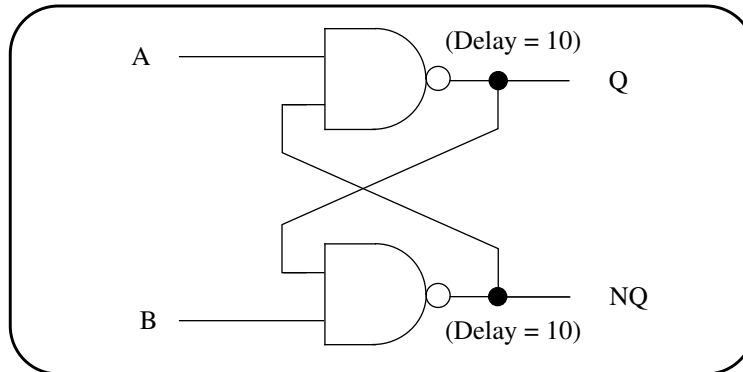 (Delay = 10)
A
Q
NQ
B
(Delay = 10)